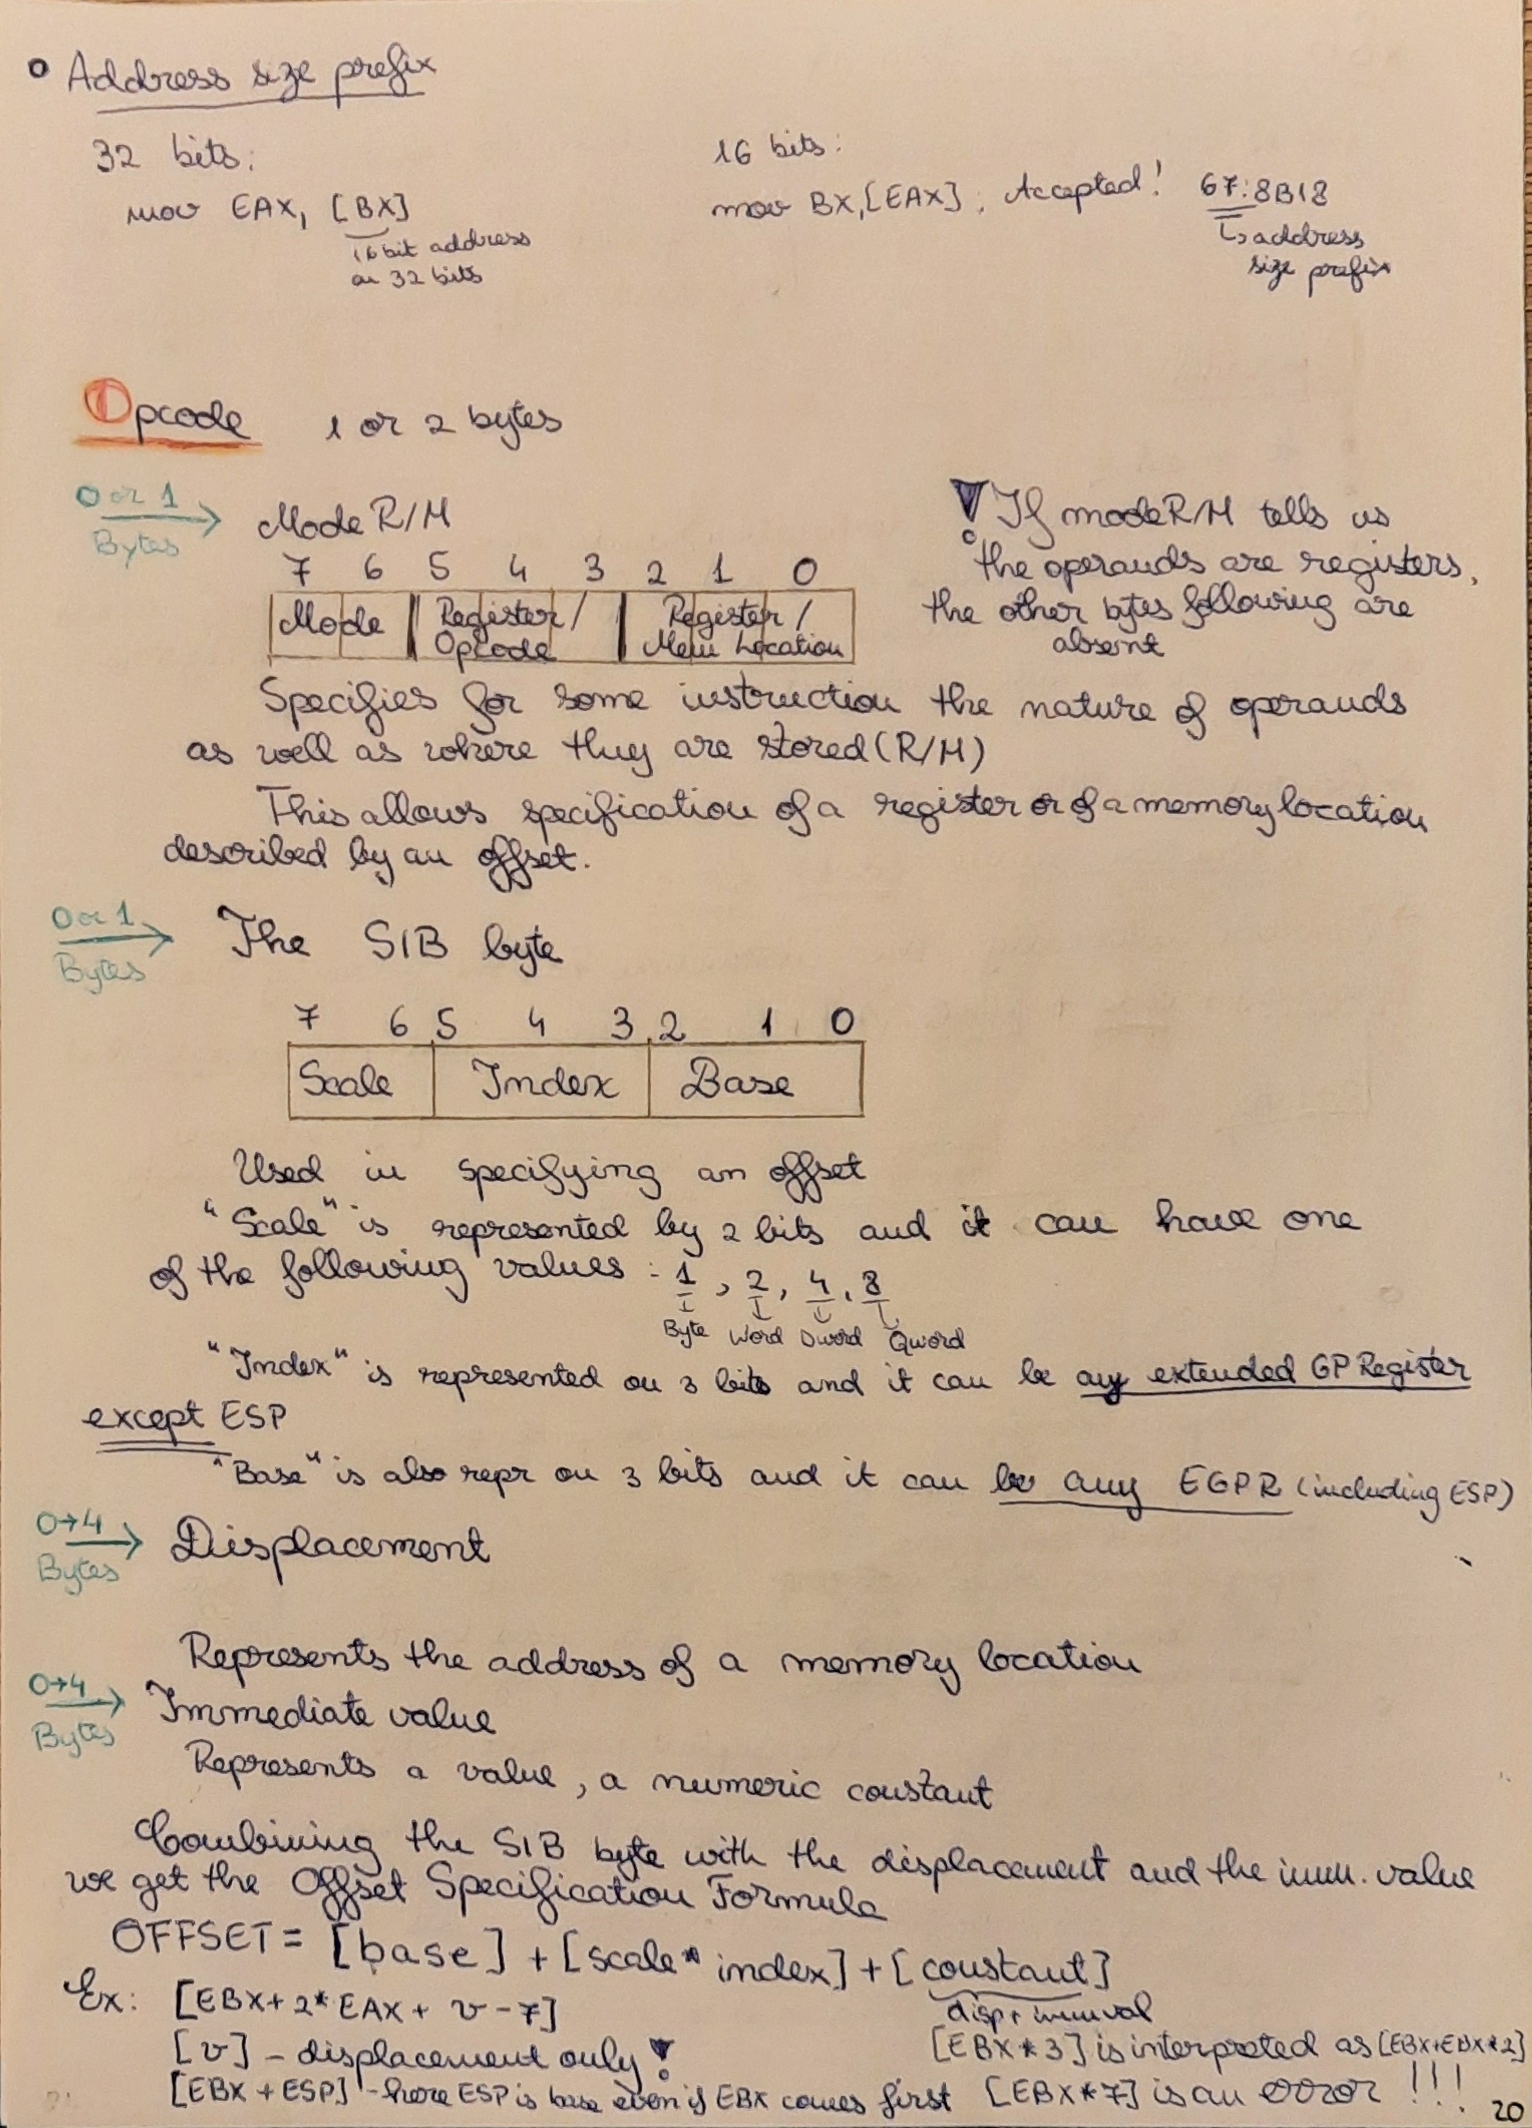 Address size prefix
32 bits:
mov EAX, [BX]
16 bit address
on 32 bits
16 bits:
mov BX,[EAX]; Accepted! 67:8B18
address
size prefix
Opcode 1 or 2 bytes
0 or 1
Bytes
Mode R/M
7 6 5 4 3 2 1 0
Mode Register/ Register/
Opcode Mem Location
! If modeR/M tells us
the operands are registers,
the other bytes following are
absent
Specifies for some instruction the nature of operands
as well as where they are stored (R/M)
This allows specification of a register or of a memory location
described by an offset.
0 or 1
Bytes
The SIB byte
7 6 5 4 3 2 1 0
Scale Index Base
Used in specifying an offset
"Scale" is represented by 2 bits and it can have one
of the following values: 1, 2, 4, 8
Byte Word Dword Qword
"Index" is represented on 3 bits and it can be any extended GP Register
except ESP
"Base" is also repr on 3 bits and it can be any EGPR (including ESP)
0→4
Bytes
Displacement
Represents the address of a memory location
0→4
Bytes
Immediate value
Represents a value, a numeric constant
Combining the SIB byte with the displacement and the imm. value
we get the Offset Specification Formula
OFFSET = [base] + [scale * index] + [constant]
disp + immval
Ex: [EBX+2*EAX + v-7]
[v] - displacement only!
[EBX*3] is interpreted as [EBX+EBX*2]
[EBX + ESP] - here ESP is base even if EBX comes first
[EBX*7] is an error !!!
20